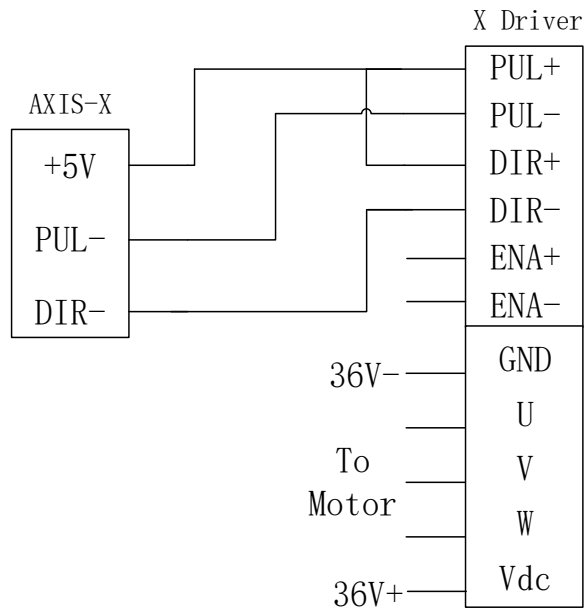 X Driver
PUL+
PUL-
DIR+
DIR-
ENA+
ENA-
GND
U
V
W
Vdc
AXIS-X
+5V
PUL-
DIR-
36V-
To
Motor
36V+